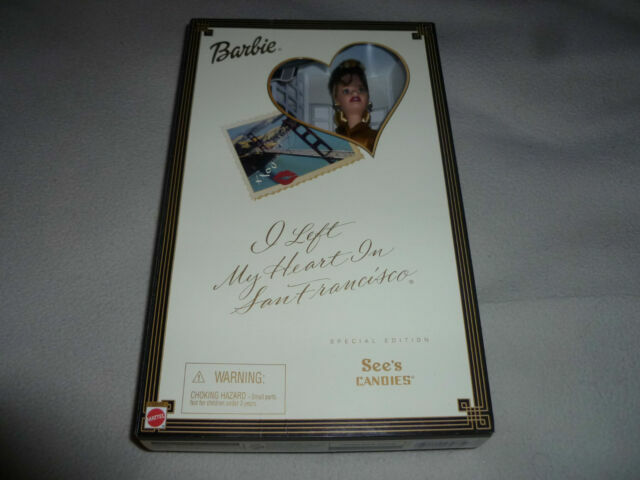 Barbie®
I Left
My Heart In
San Francisco®
SPECIAL EDITION
See's
CANDIES®
⚠ WARNING:
CHOKING HAZARD – Small parts
Not for children under 3 years.
MATTEL